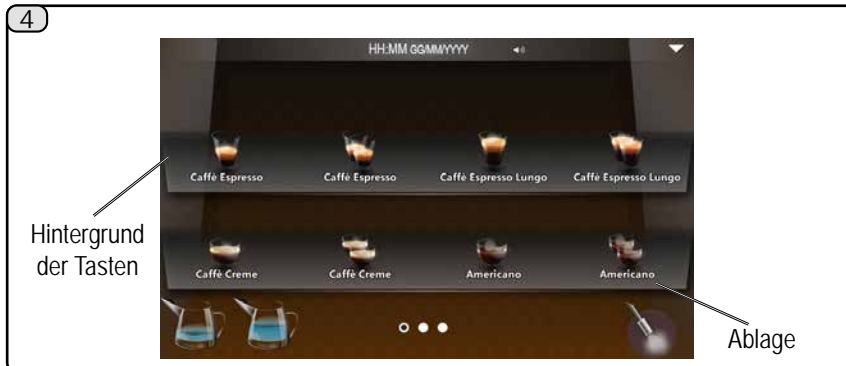 4
HH:MM GG/MM/YYYY
Caffè Espresso
Caffè Espresso
Caffè Espresso Lungo
Caffè Espresso Lungo
Hintergrund
der Tasten
Caffè Creme
Caffè Creme
Americano
Americano
Ablage